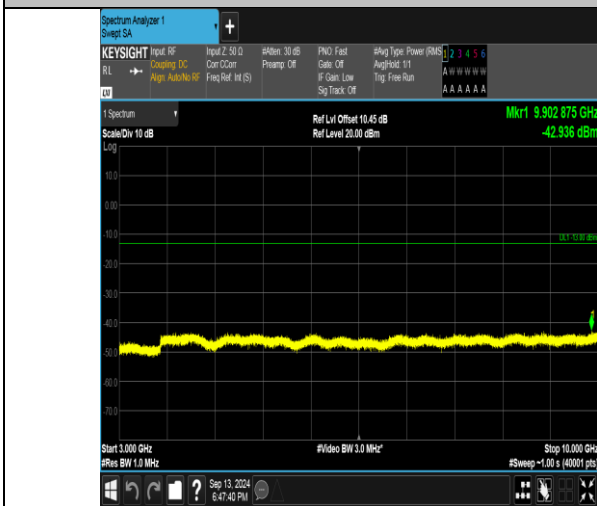 Spectrum Analyzer 1
Swept SA
+
KEYSIGHT Input: RF Input Z: 50 Ω #Atten: 30 dB PNO: Fast #Avg Type: Power (RMS 1 2 3 4 5 6
RL Coupling: DC Corr CCorr Preamp: Off Gate: Off Avg|Hold: 1/1 A W W W W W
Align: Auto/No RF Freq Ref: Int (S) IF Gain: Low Trig: Free Run
Sig Track: Off A A A A A A
LXI
1 Spectrum Ref Lvl Offset 10.45 dB Mkr1 9.902 875 GHz
Scale/Div 10 dB Ref Level 20.00 dBm -42.936 dBm
Log
10.0
0.00
-10.0
DL1 -13.00 dBm
-20.0
-30.0
-40.0
-50.0
-60.0
-70.0
Start 3.000 GHz #Video BW 3.0 MHz* Stop 10.000 GHz
#Res BW 1.0 MHz #Sweep ~1.00 s (40001 pts)
? Sep 13, 2024
6:47:40 PM